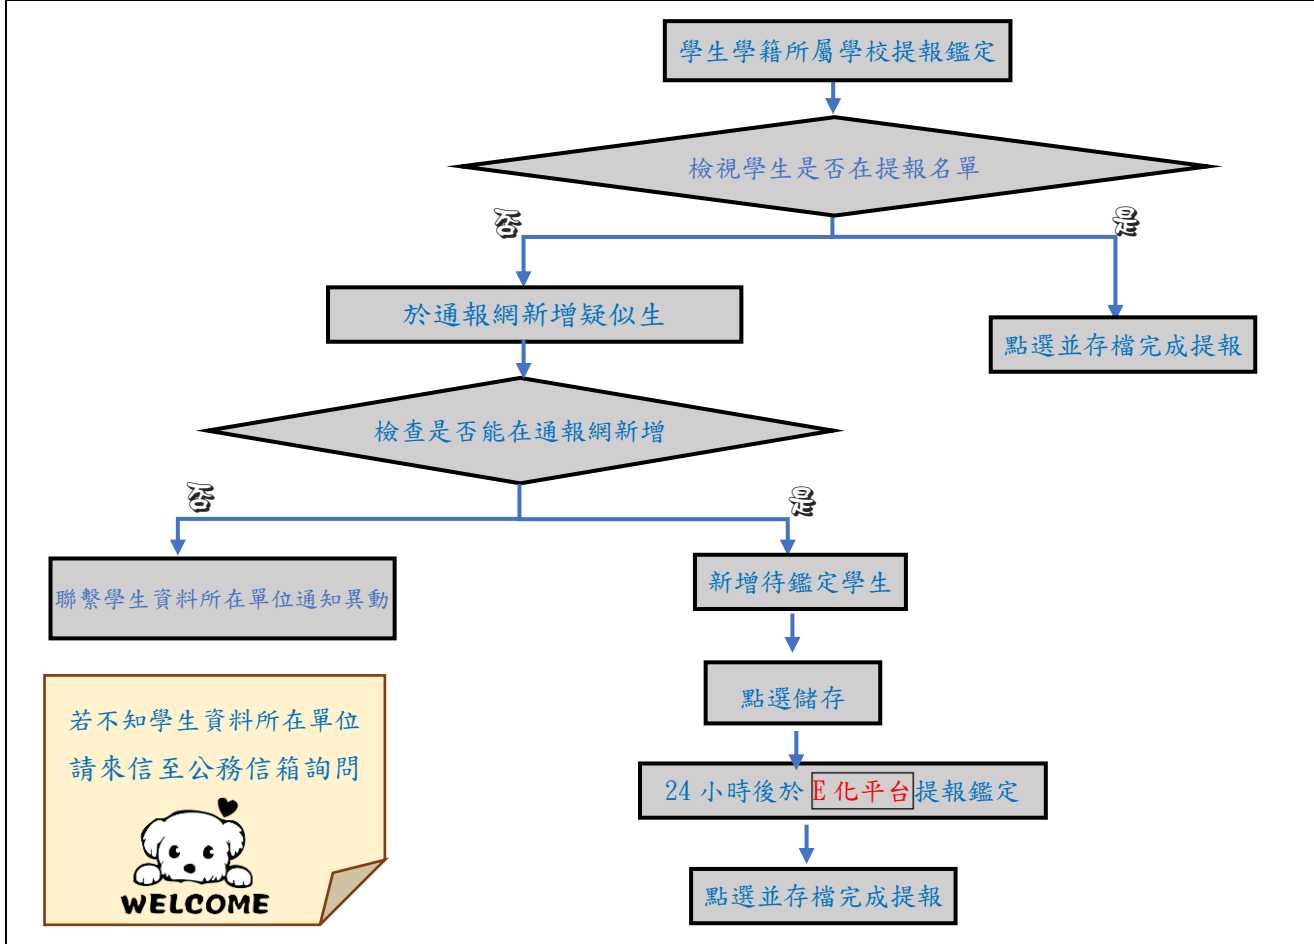 學生學籍所屬學校提報鑑定
檢視學生是否在提報名單
否
是
於通報網新增疑似生
點選並存檔完成提報
檢查是否能在通報網新增
否
是
聯繫學生資料所在單位通知異動
新增待鑑定學生
點選儲存
24 小時後於 E 化平台提報鑑定
點選並存檔完成提報
若不知學生資料所在單位
請來信至公務信箱詢問
WELCOME